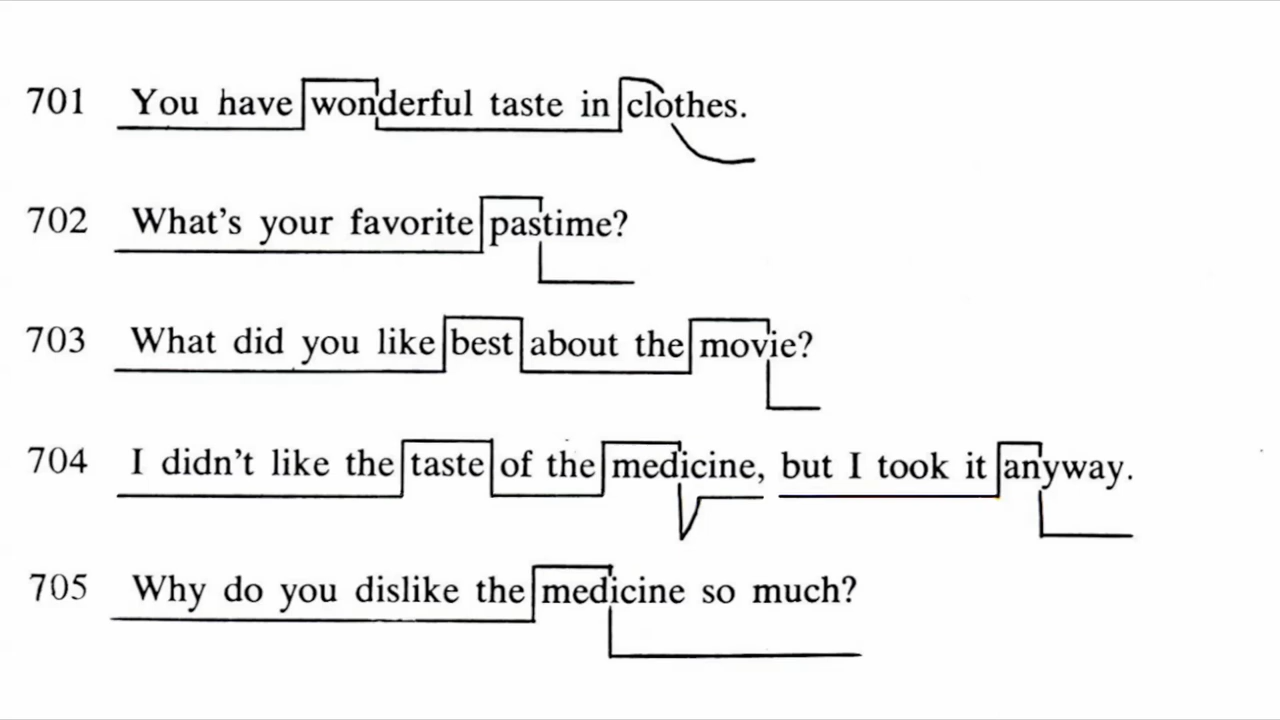 701 You have wonderful taste in clothes.
702 What's your favorite pastime?
703 What did you like best about the movie?
704 I didn't like the taste of the medicine, but I took it anyway.
705 Why do you dislike the medicine so much?